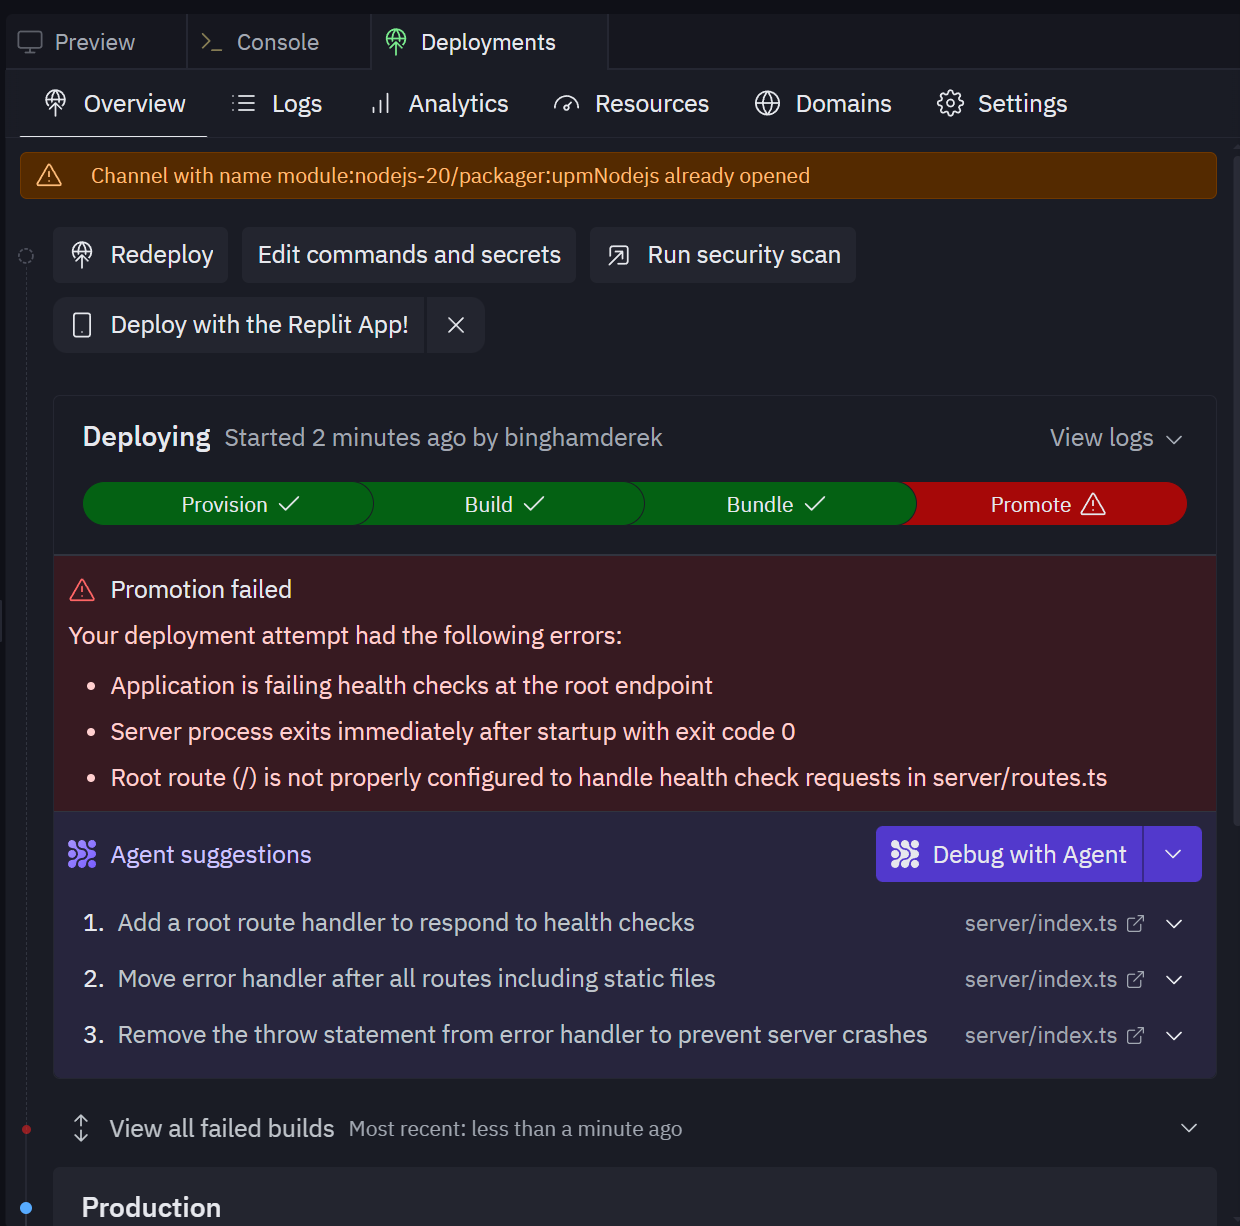 Preview
Console
Deployments
Overview
Logs
Analytics
Resources
Domains
Settings
Channel with name module:nodejs-20/packager:upmNodejs already opened
Redeploy
Edit commands and secrets
Run security scan
Deploy with the Replit App!
Deploying Started 2 minutes ago by binghamderek
View logs
Provision
Build
Bundle
Promote
Promotion failed
Your deployment attempt had the following errors:
• Application is failing health checks at the root endpoint
• Server process exits immediately after startup with exit code 0
• Root route (/) is not properly configured to handle health check requests in server/routes.ts
Agent suggestions
Debug with Agent
1. Add a root route handler to respond to health checks server/index.ts
2. Move error handler after all routes including static files server/index.ts
3. Remove the throw statement from error handler to prevent server crashes server/index.ts
View all failed builds Most recent: less than a minute ago
Production